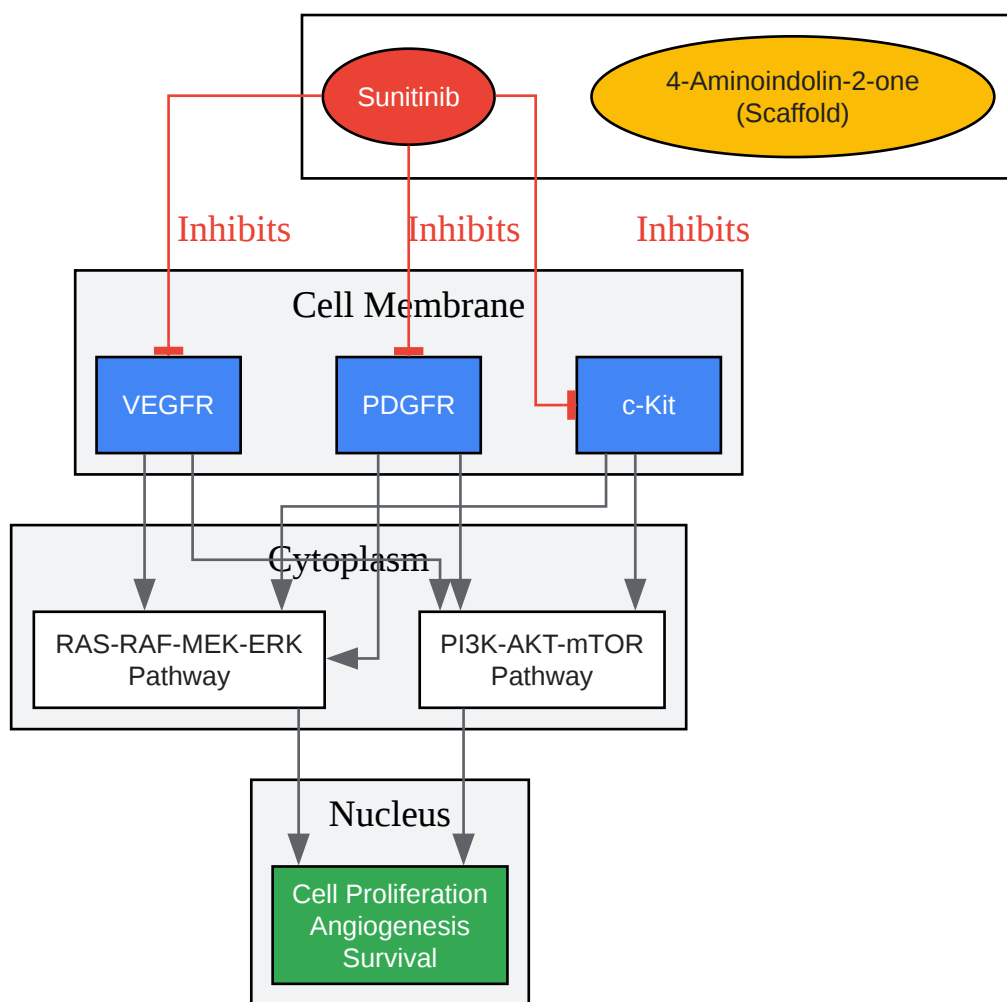 Sunitinib
4-Aminoindolin-2-one
(Scaffold)
Inhibits
Inhibits
Inhibits
Cell Membrane
VEGFR
PDGFR
c-Kit
Cytoplasm
RAS-RAF-MEK-ERK
Pathway
PI3K-AKT-mTOR
Pathway
Nucleus
Cell Proliferation
Angiogenesis
Survival